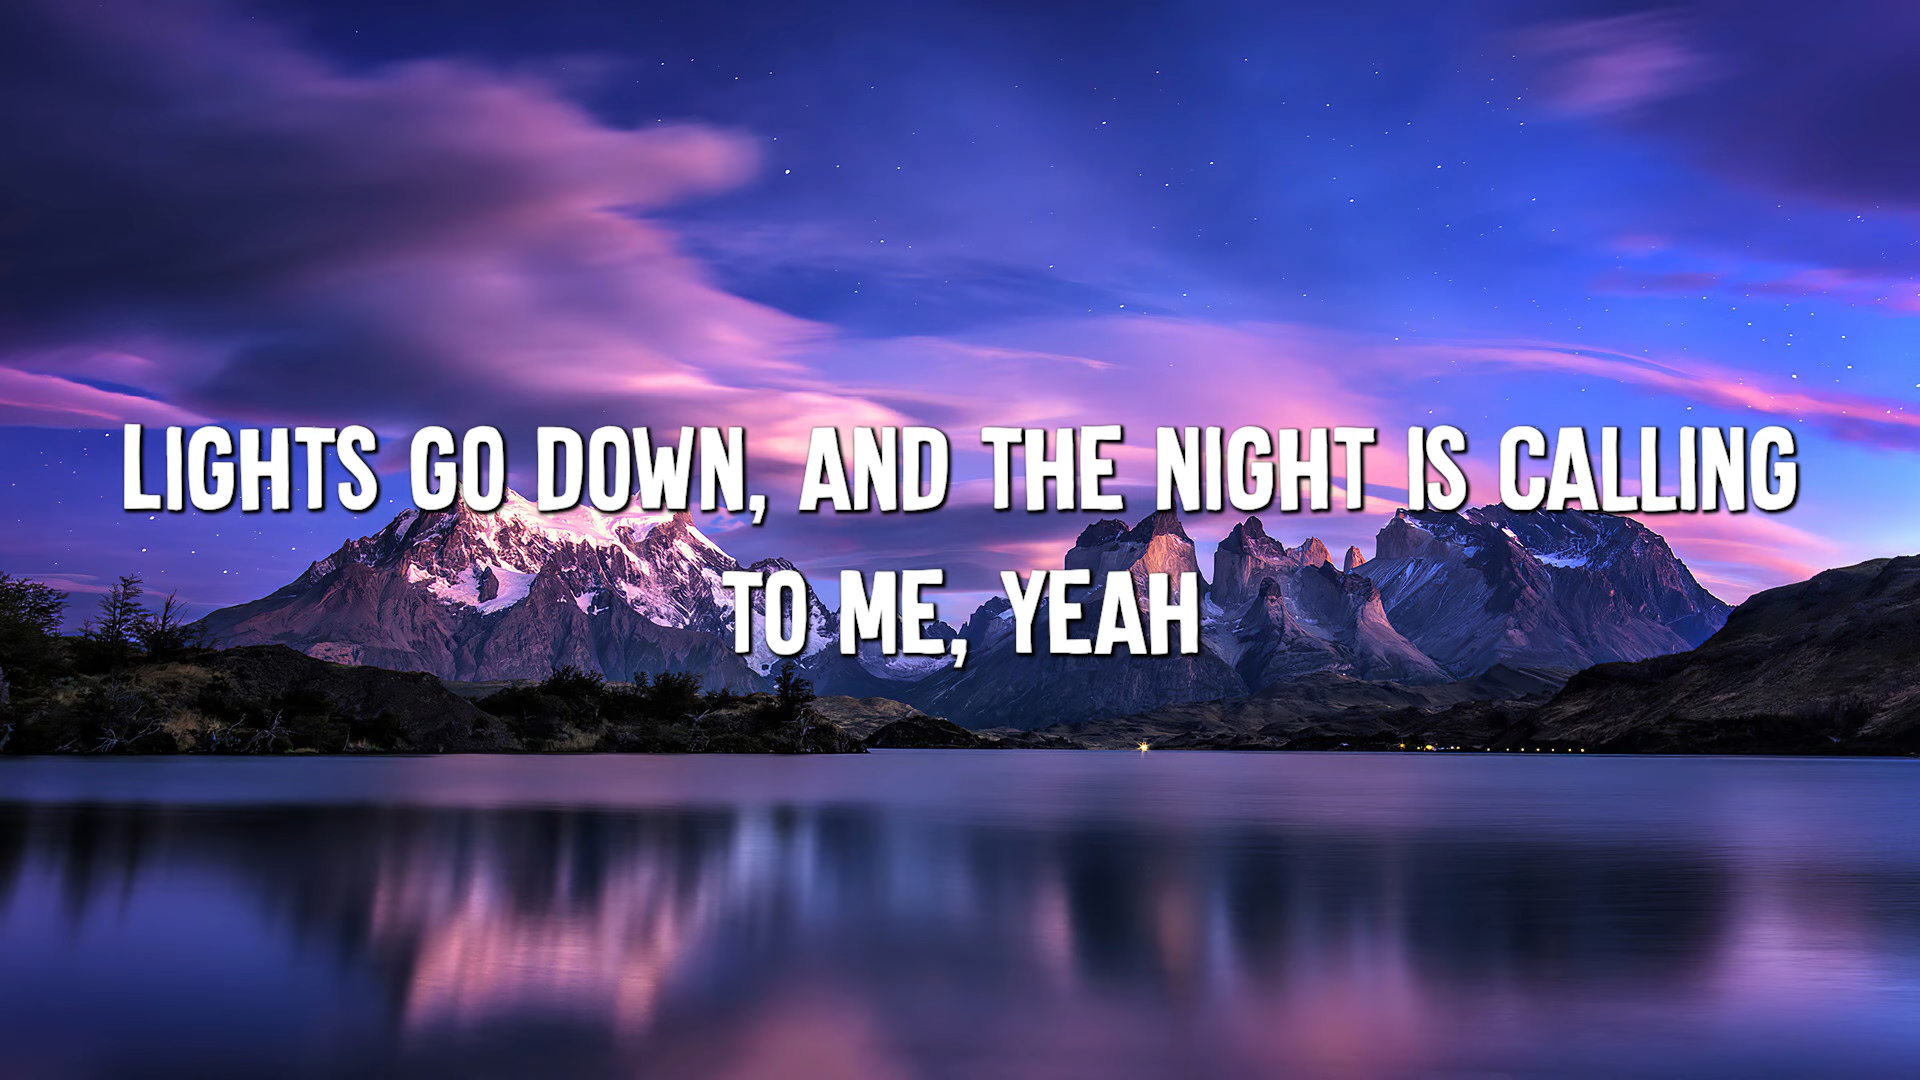 LIGHTS GO DOWN, AND THE NIGHT IS CALLING
TO ME, YEAH